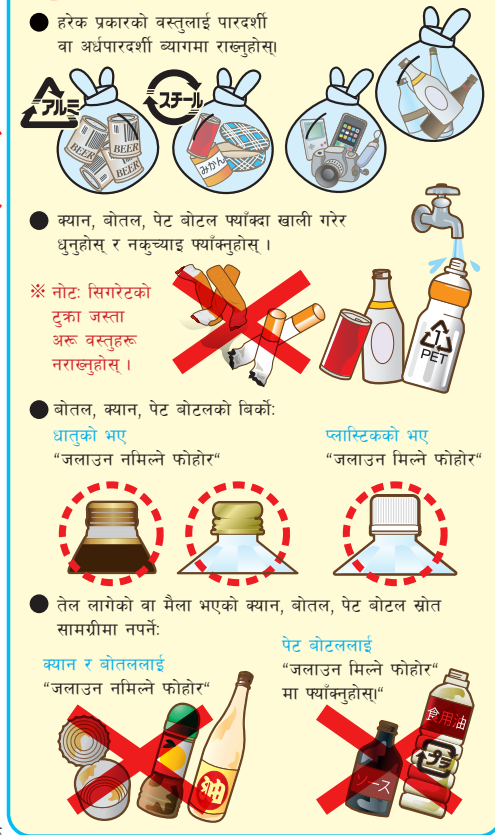 ● हरेक प्रकारको वस्तुलाई पारदर्शी
वा अर्धपारदर्शी ब्यागमा राख्नुहोस्।
アルミ
スチール
BEER
BEER
BEER
みかん
● क्यान, बोतल, पेट बोटल फ्याँक्दा खाली गरेर
धुनुहोस् र नकुच्याइ फ्याँक्नुहोस् ।
※ नोट: सिगरेटको
टुक्रा जस्ता
अरू वस्तुहरू
नराख्नुहोस् ।
1
PET
● बोतल, क्यान, पेट बोटलको बिर्को:
धातुको भए
“जलाउन नमिल्ने फोहोर“
प्लास्टिकको भए
“जलाउन मिल्ने फोहोर“
● तेल लागेको वा मैला भएको क्यान, बोतल, पेट बोटल स्रोत
सामग्रीमा नपर्ने:
क्यान र बोतललाई
“जलाउन नमिल्ने फोहोर“
पेट बोटललाई
“जलाउन मिल्ने फोहोर“
मा फ्याँक्नुहोस्।“
食用油
ソース